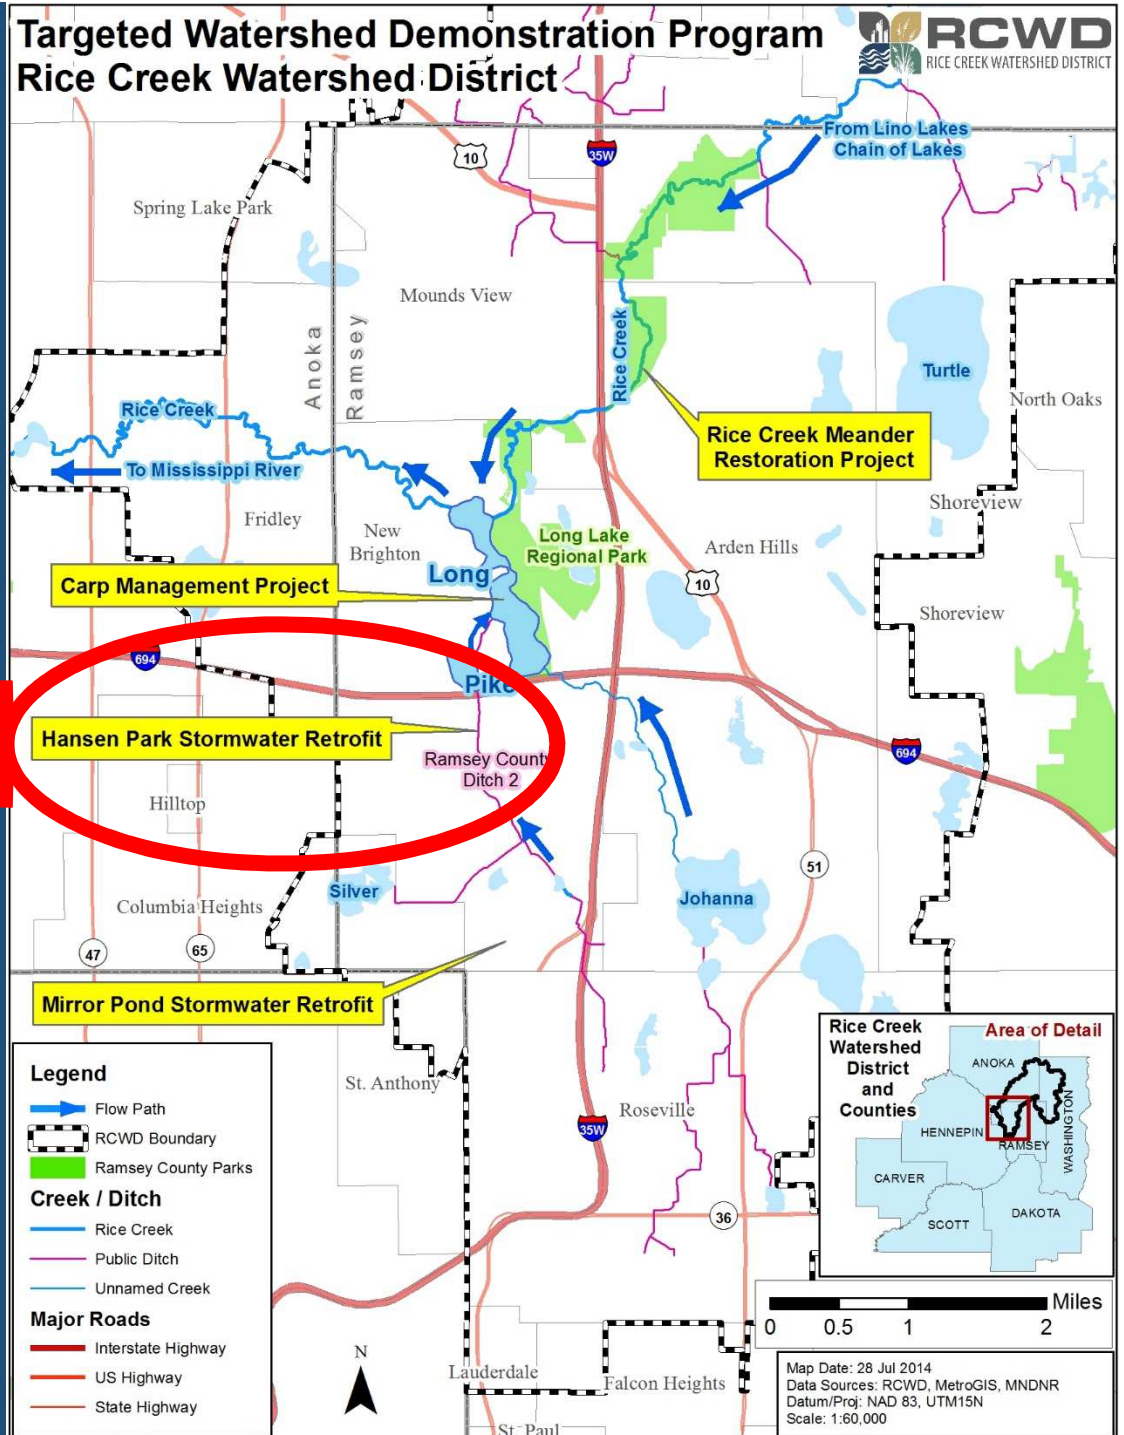 Targeted Watershed Demonstration Program
Rice Creek Watershed District
RCWD
RICE CREEK WATERSHED DISTRICT
From Lino Lakes
Chain of Lakes
10
35W
Spring Lake Park
Mounds View
Anoka
Ramsey
Rice Creek
Turtle
North Oaks
Rice Creek
Rice Creek Meander
Restoration Project
To Mississippi River
Shoreview
Fridley
New
Brighton
Long Lake
Regional Park
Arden Hills
Long
10
Carp Management Project
Shoreview
694
Pike
Hansen Park Stormwater Retrofit
Ramsey County
Ditch 2
694
Hilltop
51
Silver
Johanna
Columbia Heights
47
65
Mirror Pond Stormwater Retrofit
Rice Creek
Watershed
District
and
Counties
Area of Detail
ANOKA
WASHINGTON
HENNEPIN
RAMSEY
CARVER
SCOTT
DAKOTA
St. Anthony
Roseville
35W
36
Legend
Flow Path
RCWD Boundary
Ramsey County Parks
Creek / Ditch
Rice Creek
Public Ditch
Unnamed Creek
Major Roads
Interstate Highway
US Highway
State Highway
N
Miles
0 0.5 1 2
Lauderdale
Falcon Heights
St. Paul
Map Date: 28 Jul 2014
Data Sources: RCWD, MetroGIS, MNDNR
Datum/Proj: NAD 83, UTM15N
Scale: 1:60,000